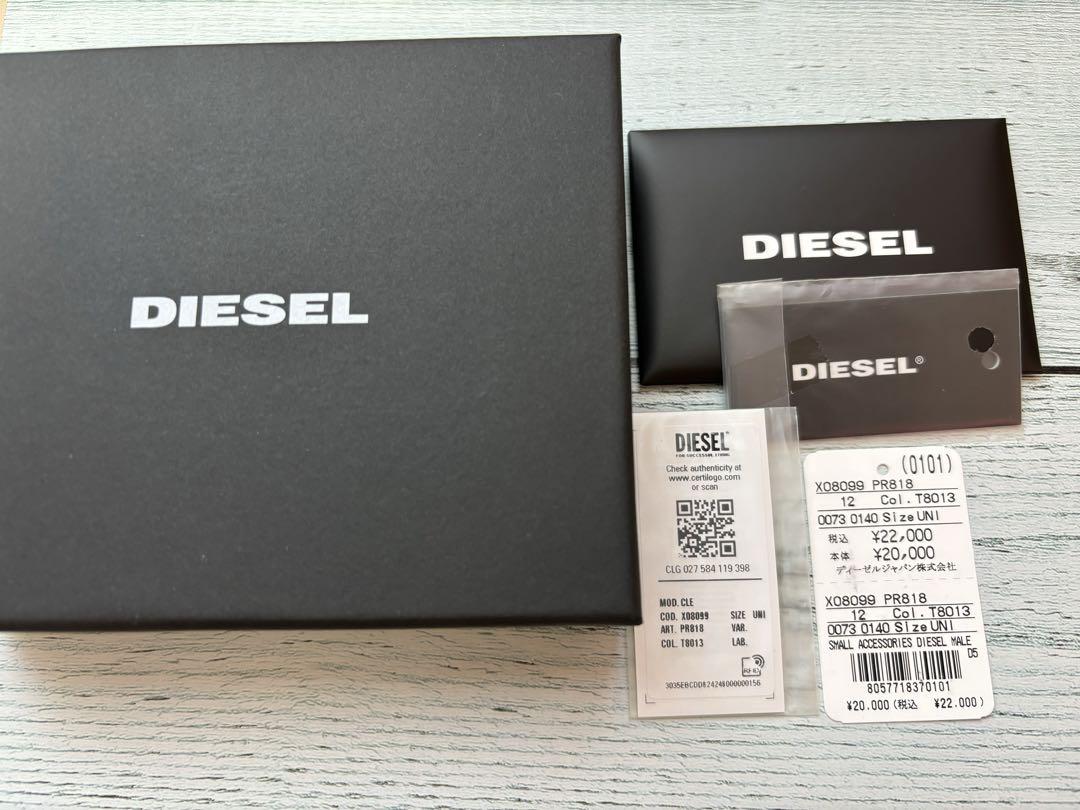 DIESEL
DIESEL
DIESEL®
DIESEL
FOR SUCCESSFUL LIVING
Check authenticity at
www.certilogo.com
or scan
CLG 027 584 119 398
MOD. CLE
COD. X08099 SIZE UNI
ART. PR818 VAR.
COL. T8013 LAB.
RFID
3035EBCDD824248000000156
(0101)
X08099 PR818
12 Col. T8013
0073 0140 Size UNI
税込 ¥22,000
本体 ¥20,000
ディーゼルジャパン株式会社
X08099 PR818
12 Col. T8013
0073 0140 Size UNI
SMALL ACCESSORIES DIESEL MALE
D5
8057718370101
¥20.000 (税込 ¥22.000)